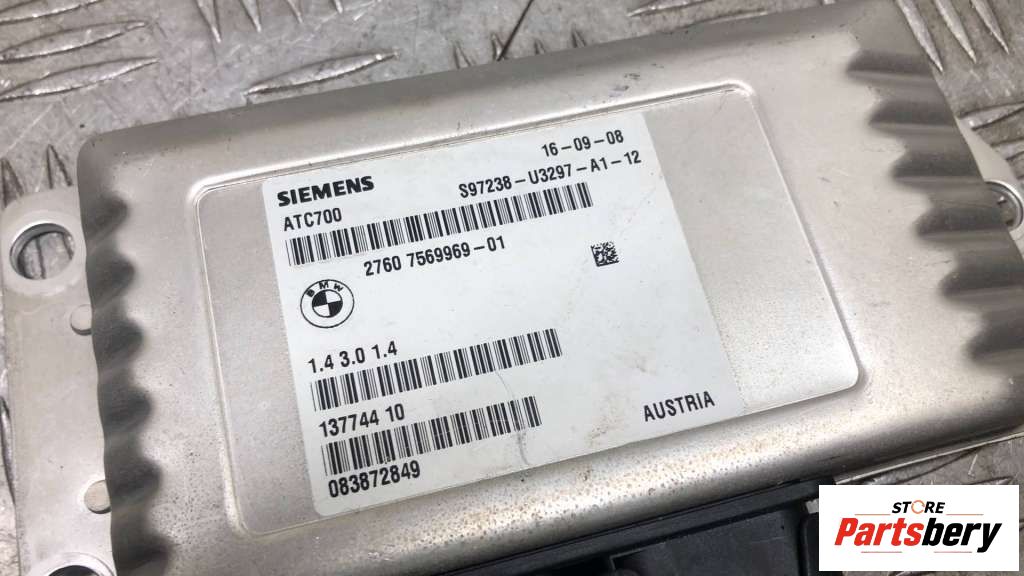 16-09-08
SIEMENS S97238-U3297-A1-12
ATC700
2760 7569969-01
BMW
1.4 3.0 1.4
137744 10
083872849
AUSTRIA
STORE
Partsbery